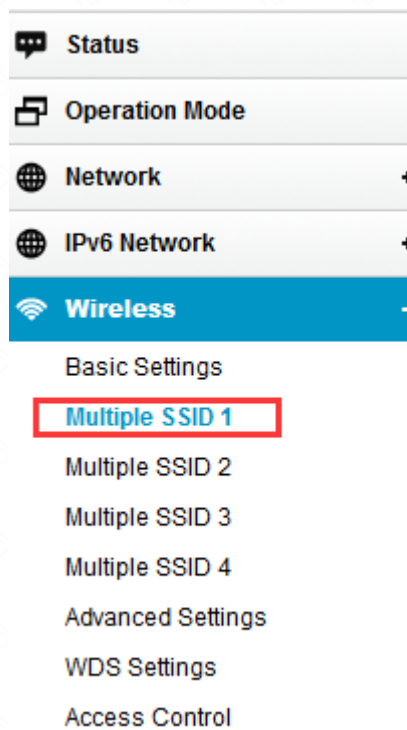 Status
Operation Mode
Network
IPv6 Network
Wireless
Basic Settings
Multiple SSID 1
Multiple SSID 2
Multiple SSID 3
Multiple SSID 4
Advanced Settings
WDS Settings
Access Control